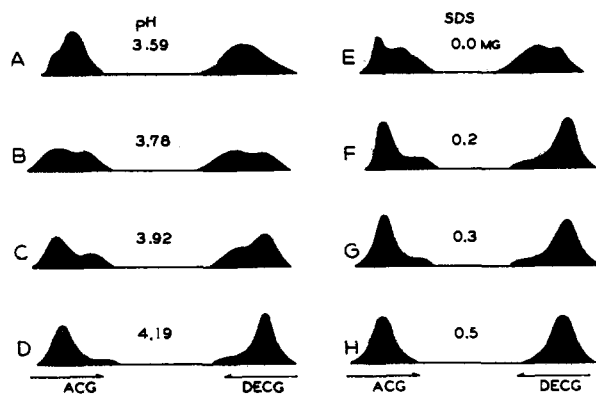 pH
A 3.59
B 3.78
C 3.92
D 4.19
ACG DECG
SDS
E 0.0 MG
F 0.2
G 0.3
H 0.5
ACG DECG